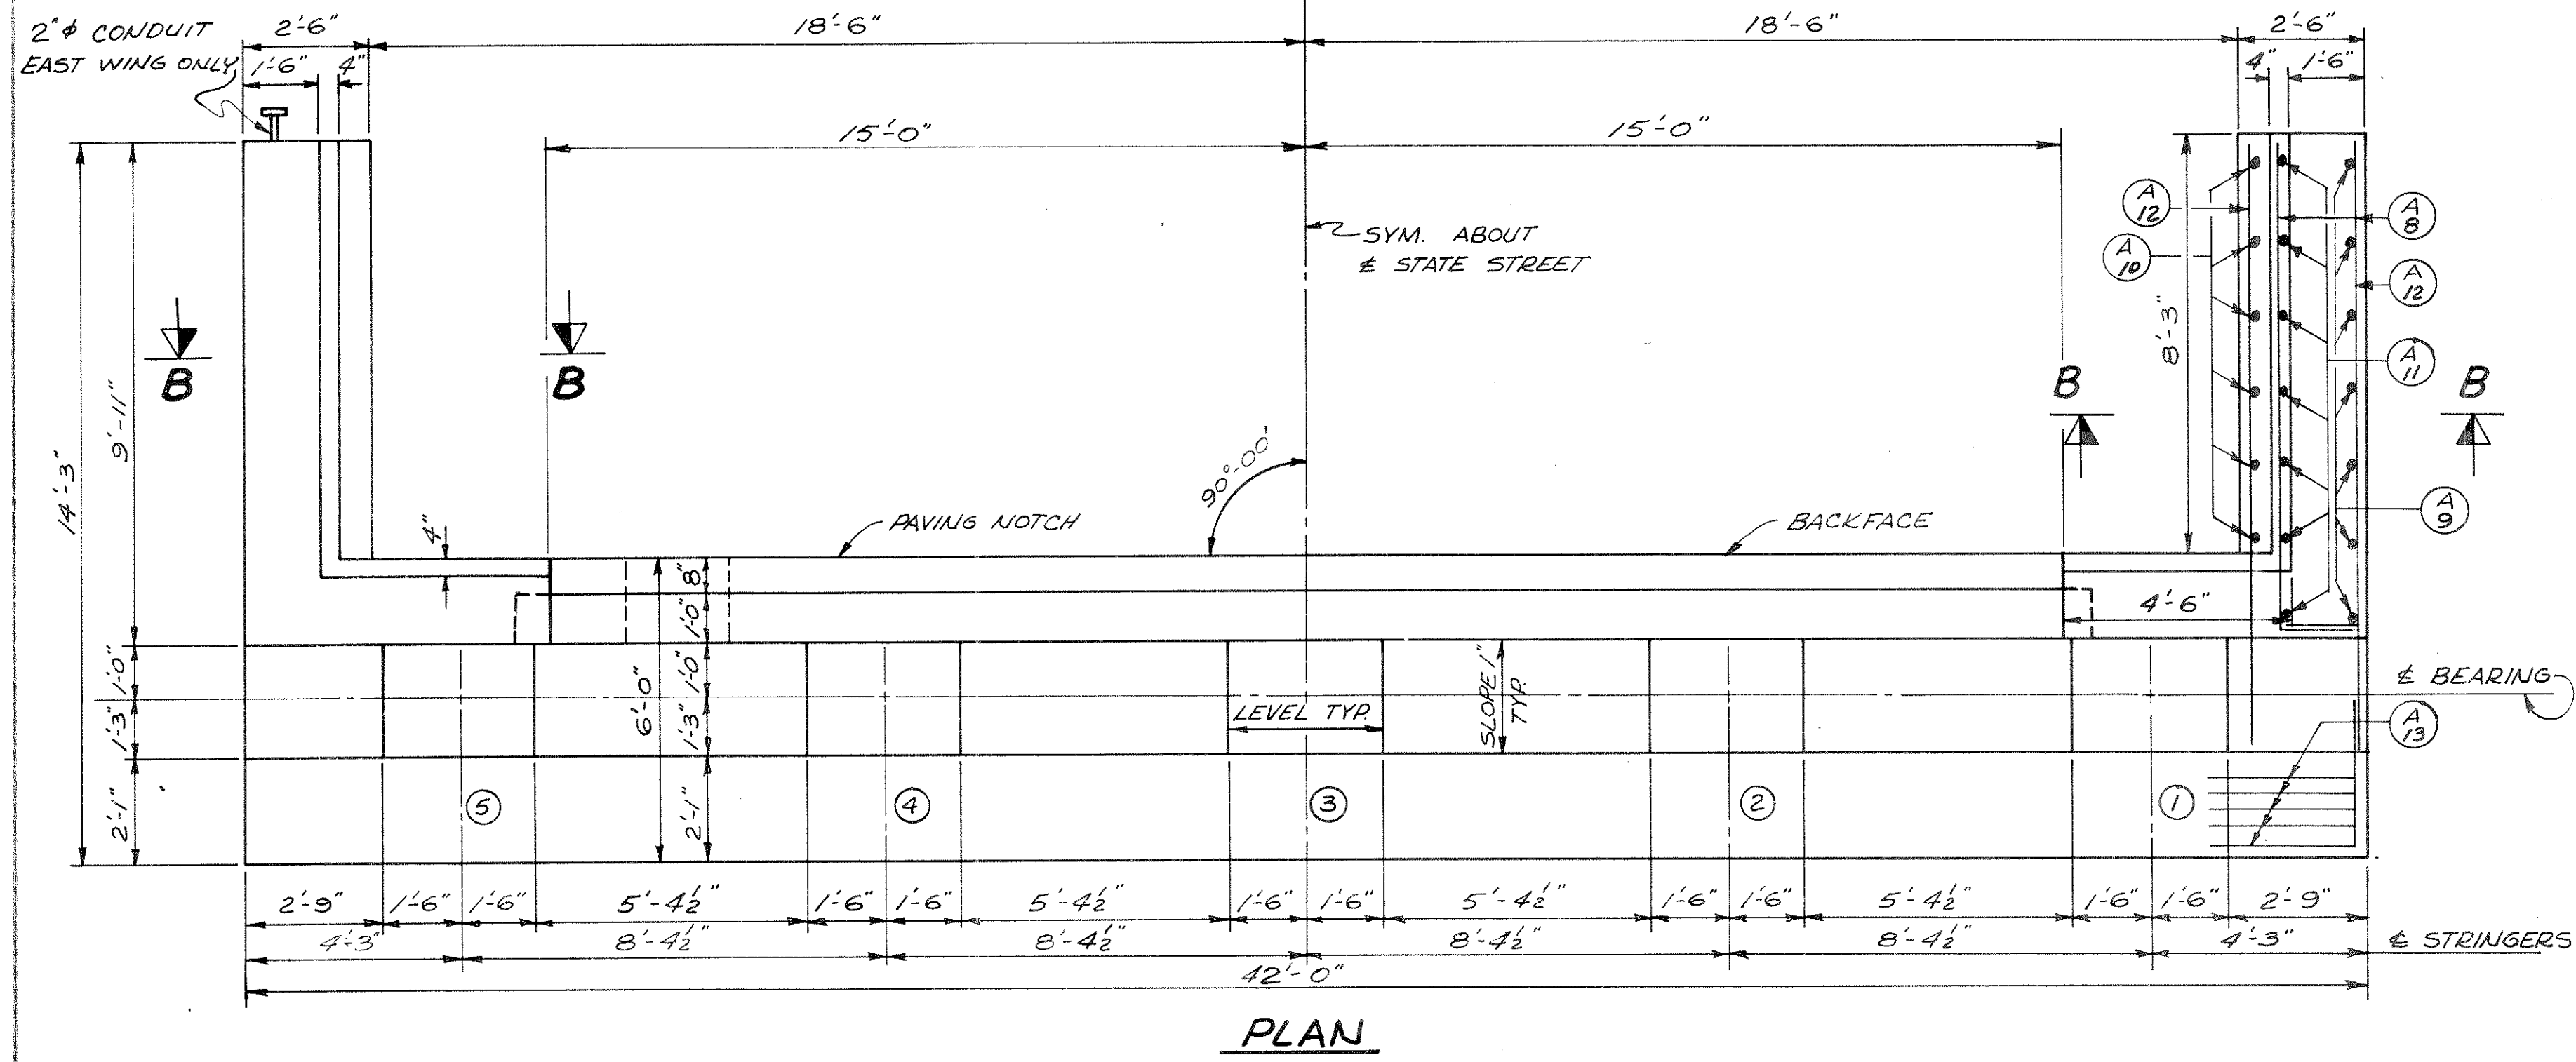 2"ϕ CONDUIT
EAST WING ONLY
2'-6"
18'-6"
18'-6"
2'-6"
1'-6"
4"
4"
1'-6"
15'-0"
15'-0"
SYM. ABOUT
℄ STATE STREET
A
12
A
10
A
8
A
12
A
11
A
9
8'-3"
B
B
B
B
14'-3"
9'-11"
90°-00'
4"
PAVING NOTCH
BACKFACE
8"
1'-0"
4'-6"
1'-0"
1'-3"
2'-1"
6'-0"
1'-0"
1'-3"
2'-1"
LEVEL TYP.
SLOPE 1"
TYP.
℄ BEARING
A
13
5
4
3
2
1
2'-9"
1'-6"
1'-6"
5'-4½"
1'-6"
1'-6"
5'-4½"
1'-6"
1'-6"
5'-4½"
1'-6"
1'-6"
5'-4½"
1'-6"
1'-6"
2'-9"
4'-3"
8'-4½"
8'-4½"
8'-4½"
8'-4½"
4'-3"
℄ STRINGERS
42'-0"
PLAN